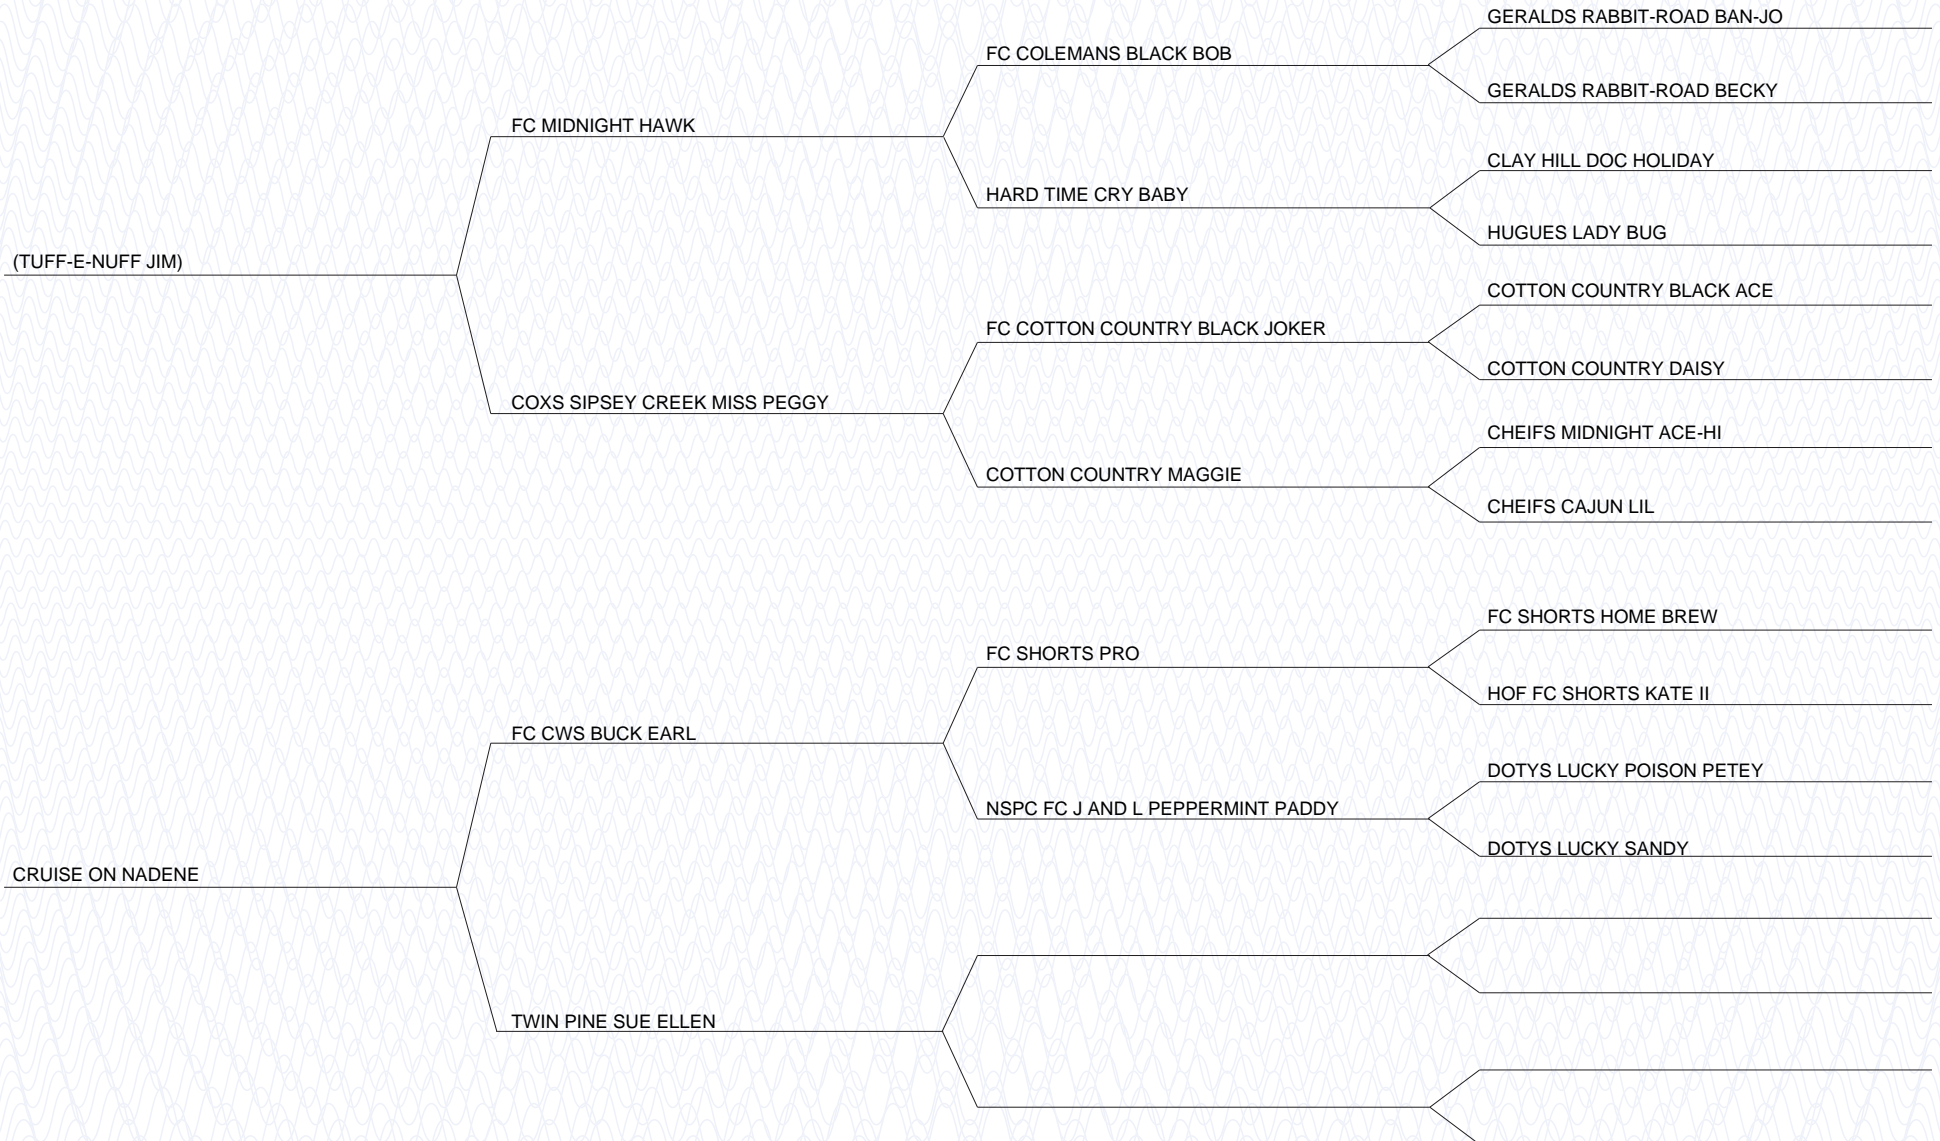 GERALDS RABBIT-ROAD BAN-JO
FC COLEMANS BLACK BOB
GERALDS RABBIT-ROAD BECKY
FC MIDNIGHT HAWK
CLAY HILL DOC HOLIDAY
HARD TIME CRY BABY
HUGUES LADY BUG
(TUFF-E-NUFF JIM)
COTTON COUNTRY BLACK ACE
FC COTTON COUNTRY BLACK JOKER
COTTON COUNTRY DAISY
COXS SIPSEY CREEK MISS PEGGY
CHEIFS MIDNIGHT ACE-HI
COTTON COUNTRY MAGGIE
CHEIFS CAJUN LIL
FC SHORTS HOME BREW
FC SHORTS PRO
HOF FC SHORTS KATE II
FC CWS BUCK EARL
DOTYS LUCKY POISON PETEY
NSPC FC J AND L PEPPERMINT PADDY
DOTYS LUCKY SANDY
CRUISE ON NADENE
TWIN PINE SUE ELLEN